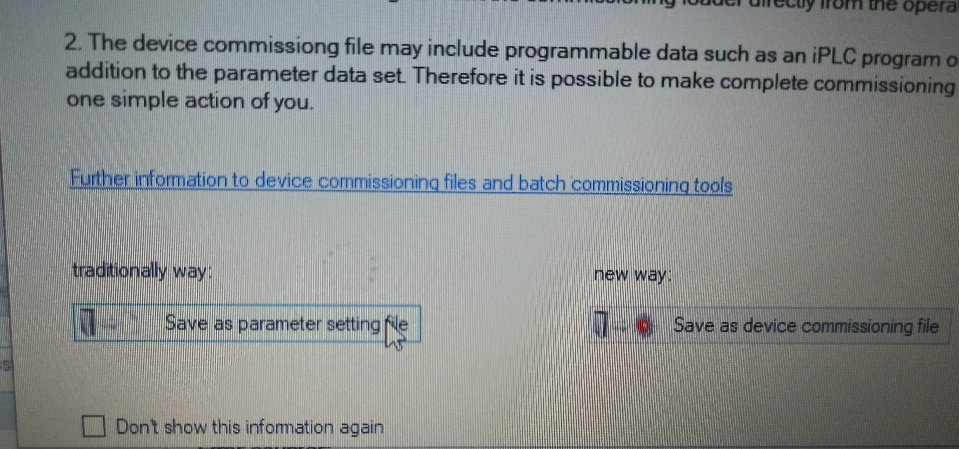 loader directly from the opera
2. The device commissiong file may include programmable data such as an iPLC program o
addition to the parameter data set. Therefore it is possible to make complete commissioning
one simple action of you.
Further information to device commissioning files and batch commissioning tools
traditionally way:
new way:
Save as parameter setting file
Save as device commissioning file
Don't show this information again